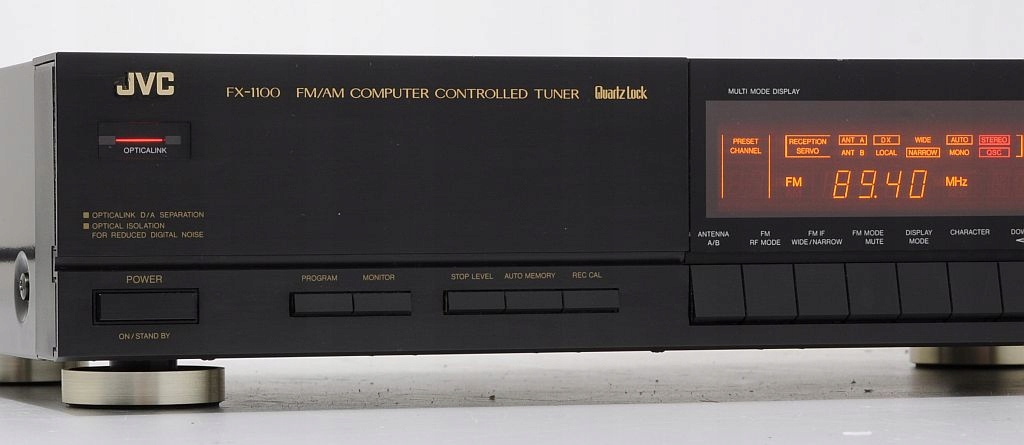 JVC
FX-1100 FM/AM COMPUTER CONTROLLED TUNER Quartz Lock
OPTICALINK
OPTICALINK D/A SEPARATION
OPTICAL ISOLATION
FOR REDUCED DIGITAL NOISE
POWER
ON/STAND BY
PROGRAM MONITOR
STOP LEVEL AUTO MEMORY REC CAL
MULTI MODE DISPLAY
PRESET
CHANNEL
RECEPTION
SERVO
ANT A DX WIDE AUTO STEREO
ANT B LOCAL NARROW MONO QSC
FM 89.40 MHz
ANTENNA
A/B
FM
RF MODE
FM IF
WIDE/NARROW
FM MODE
MUTE
DISPLAY
MODE
CHARACTER